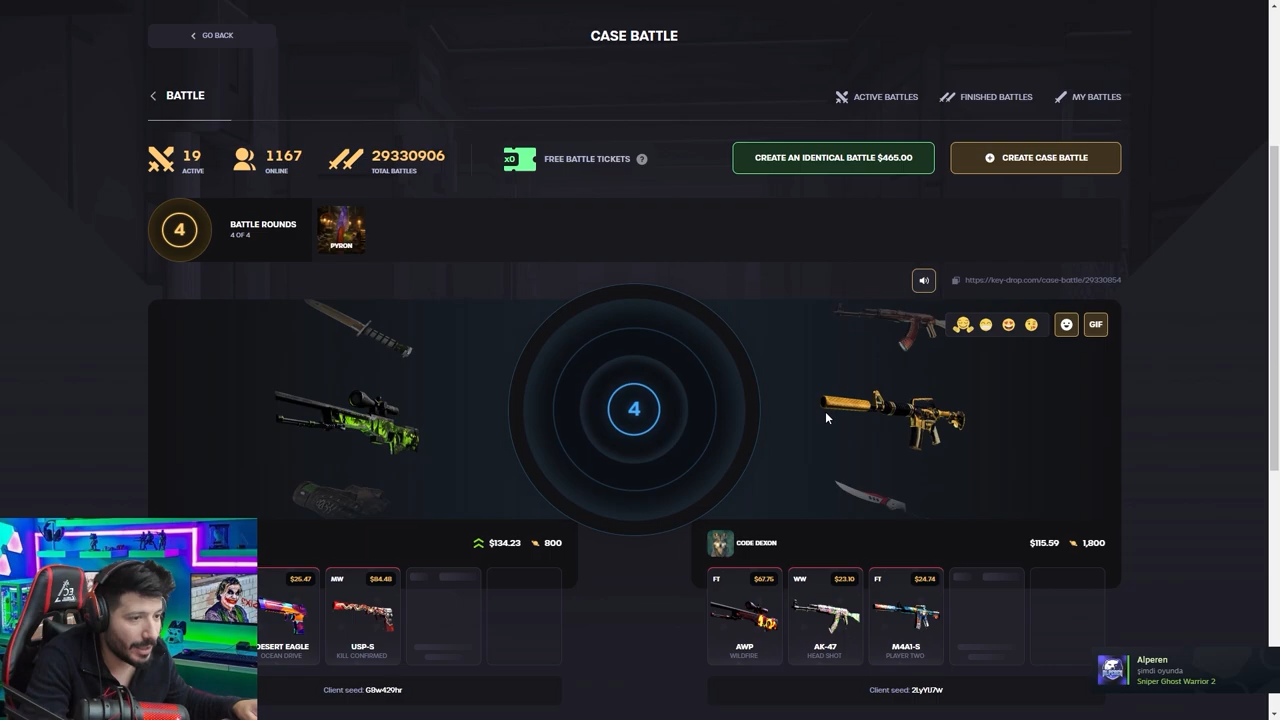 GO BACK
CASE BATTLE
BATTLE
ACTIVE BATTLES
FINISHED BATTLES
MY BATTLES
19
ACTIVE
1167
ONLINE
29330906
TOTAL BATTLES
x0
FREE BATTLE TICKETS ?
CREATE AN IDENTICAL BATTLE $465.00
CREATE CASE BATTLE
4
BATTLE ROUNDS
4 OF 4
PYRON
https://key-drop.com/case-battle/29330854
GIF
4
$134.23
800
CODE DEXON
$115.59
1,800
$25.47
MW
$84.48
FT
$67.75
WW
$23.10
FT
$24.74
DESERT EAGLE
OCEAN DRIVE
USP-S
KILL CONFIRMED
AWP
WILDFIRE
AK-47
HEAD SHOT
M4A1-S
PLAYER TWO
Client seed: G8w429hr
Client seed: 2LyYU7w
Alperen
şimdi oyunda
Sniper Ghost Warrior 2